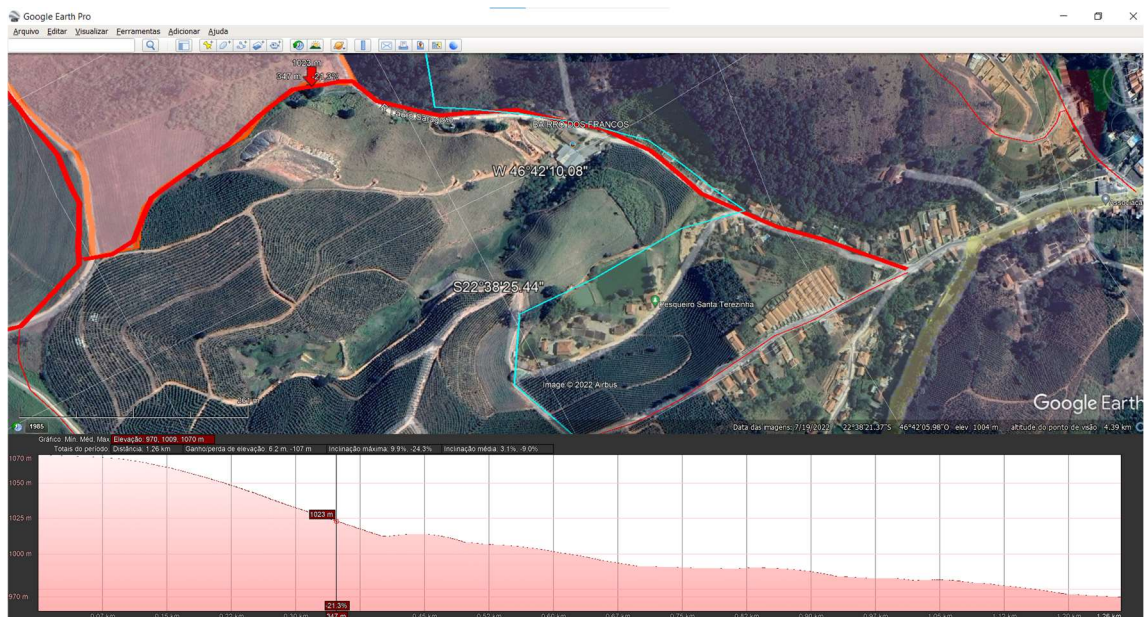 Google Earth Pro
Arquivo Editar Visualizar Ferramentas Adicionar Ajuda
1023 m
347 m -21.3%
BAIRRO DOS FRANCOS
W 46°42'10.08"
S22°38'25.44"
Pesqueiro Santa Terezinha
Image © 2022 Airbus
Google Earth
1985
Data das imagens: 7/19/2022 22°38'21.37"S 46°42'05.98"O elev 1004 m altitude do ponto de visão 4.39 km
Gráfico: Mín, Méd, Máx Elevação: 970, 1009, 1070 m
Totais do período: Distância: 1.26 km Ganho/perda de elevação: 6.2 m, -107 m Inclinação máxima: 9.9%, -24.3% Inclinação média: 3.1%, -9.0%
1070 m
1050 m
1025 m
1000 m
970 m
1023 m
-21.3%
0.07 km 0.15 km 0.22 km 0.30 km 347 m 0.45 km 0.52 km 0.60 km 0.67 km 0.75 km 0.82 km 0.90 km 0.97 km 1.05 km 1.12 km 1.20 km 1.26 km